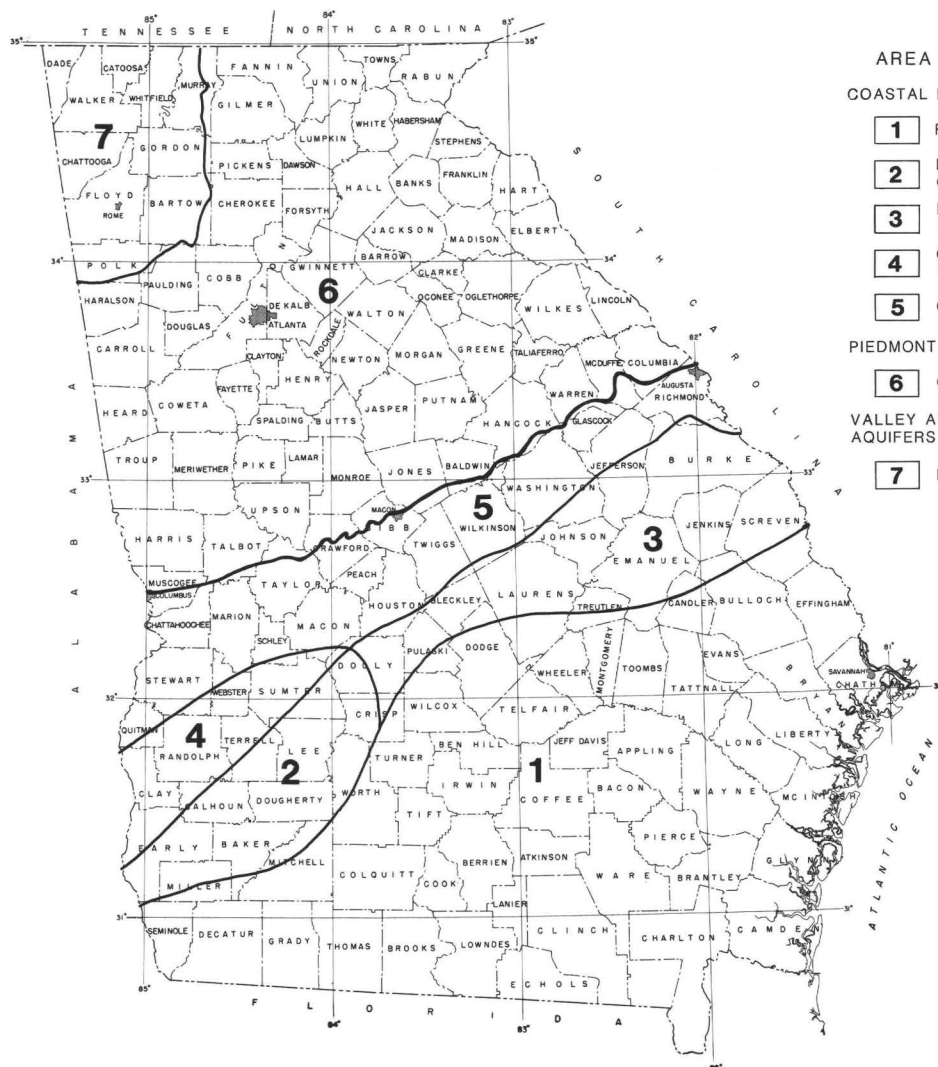 TENNESSEE NORTH CAROLINA
85° 84° 83°
35° 35°
DADE CATOOSA FANNIN TOWNS RABUN
WALKER WHITFIELD MURRAY GILMER UNION
WHITE HABERSHAM
7 LUMPKIN STEPHENS
CHATTOOGA GORDON PICKENS DAWSON
FRANKLIN
HALL BANKS HART
FLOYD BARTOW CHEROKEE FORSYTH
ROME
JACKSON MADISON ELBERT
34° 34°
POLK COBB GWINNETT BARROW
PAULDING FULTON CLARKE
HARALSON 6 OCONEE OGLETHORPE
DE KALB WALTON WILKES LINCOLN
DOUGLAS ATLANTA ROCKDALE
82°
CARROLL CLAYTON NEWTON MORGAN GREENE TALIAFERRO MCDUFFIE COLUMBIA
FAYETTE HENRY AUGUSTA
HEARD COWETA JASPER PUTNAM WARREN RICHMOND
SPALDING BUTTS HANCOCK GLASCOCK
TROUP LAMAR
MERIWETHER PIKE MONROE JONES BALDWIN JEFFERSON BURKE
33° 33°
WASHINGTON
UPSON MACON 5
HARRIS TALBOT BIBB WILKINSON JENKINS SCREVEN
CRAWFORD TWIGGS JOHNSON 3
EMANUEL
MUSCOGEE PEACH
COLUMBUS TAYLOR
CHATTAHOOCHEE MARION HOUSTON BLECKLEY LAURENS TREUTLEN CANDLER BULLOCH EFFINGHAM
MACON
SCHLEY PULASKI DODGE MONTGOMERY
STEWART DOOLY WHEELER TOOMBS EVANS BRYAN SAVANNAH 81°
WEBSTER SUMTER TATTNALL CHATHAM
32°
CRISP WILCOX TELFAIR
QUITMAN 4 TERRELL LEE BEN HILL JEFF DAVIS APPLING LONG LIBERTY
RANDOLPH 2 TURNER 1
CLAY CALHOUN DOUGHERTY WORTH IRWIN COFFEE BACON WAYNE MCINTOSH
TIFT
EARLY BAKER PIERCE
MITCHELL BERRIEN ATKINSON GLYNN
MILLER COLQUITT COOK WARE BRANTLEY
LANIER
31° 31°
SEMINOLE DECATUR GRADY THOMAS BROOKS LOWNDES CLINCH CHARLTON CAMDEN
ECHOLS
85° 84° 83°
FLORIDA
ALABAMA
SOUTH CAROLINA
ATLANTIC OCEAN
AREA
COASTAL
1
2
3
4
5
PIEDMONT
6
VALLEY A
AQUIFERS
7